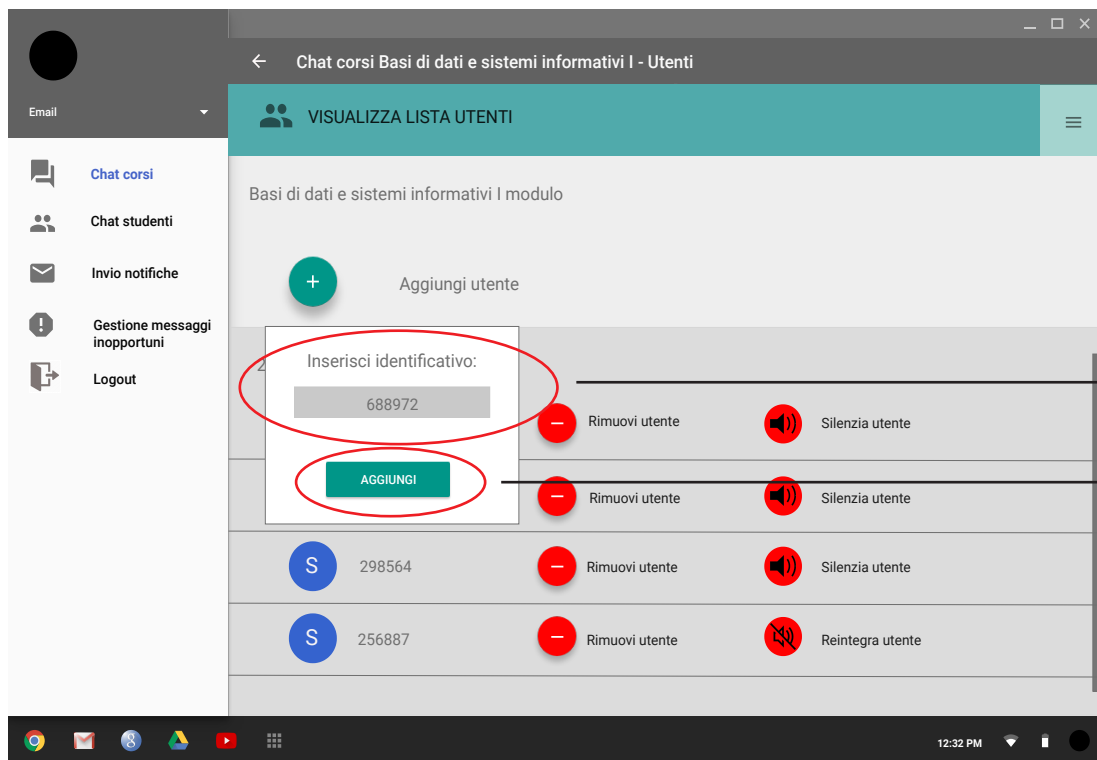 Chat corsi Basi di dati e sistemi informativi I - Utenti
Email
VISUALIZZA LISTA UTENTI
Chat corsi
Chat studenti
Invio notifiche
Gestione messaggi
inopportuni
Logout
Basi di dati e sistemi informativi I modulo
+ Aggiungi utente
Inserisci identificativo:
688972
AGGIUNGI
Rimuovi utente Silenzia utente
Rimuovi utente Silenzia utente
S 298564 Rimuovi utente Silenzia utente
S 256887 Rimuovi utente Reintegra utente
12:32 PM